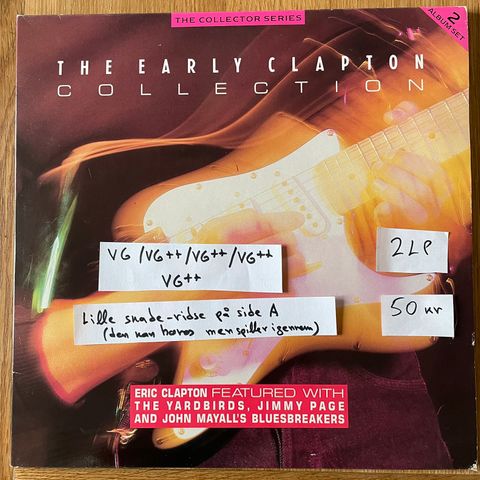 THE COLLECTOR SERIES
2
ALBUM SET
THE EARLY CLAPTON
COLLECTION
VG /VG++/VG++/VG++
VG++
2LP
Lille skade-ridse på side A
(den kan høres men spiller igennem)
50 kr
ERIC CLAPTON FEATURED WITH
THE YARDBIRDS, JIMMY PAGE
AND JOHN MAYALL'S BLUESBREAKERS